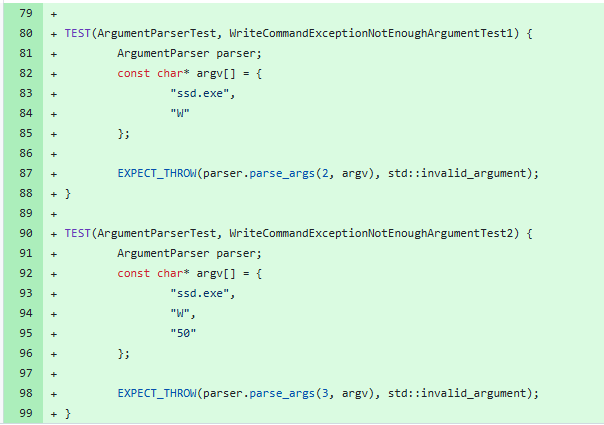 79 +
80 + TEST(ArgumentParserTest, WriteCommandExceptionNotEnoughArgumentTest1) {
81 + ArgumentParser parser;
82 + const char* argv[] = {
83 + "ssd.exe",
84 + "W"
85 + };
86 +
87 + EXPECT_THROW(parser.parse_args(2, argv), std::invalid_argument);
88 + }
89 +
90 + TEST(ArgumentParserTest, WriteCommandExceptionNotEnoughArgumentTest2) {
91 + ArgumentParser parser;
92 + const char* argv[] = {
93 + "ssd.exe",
94 + "W",
95 + "50"
96 + };
97 +
98 + EXPECT_THROW(parser.parse_args(3, argv), std::invalid_argument);
99 + }